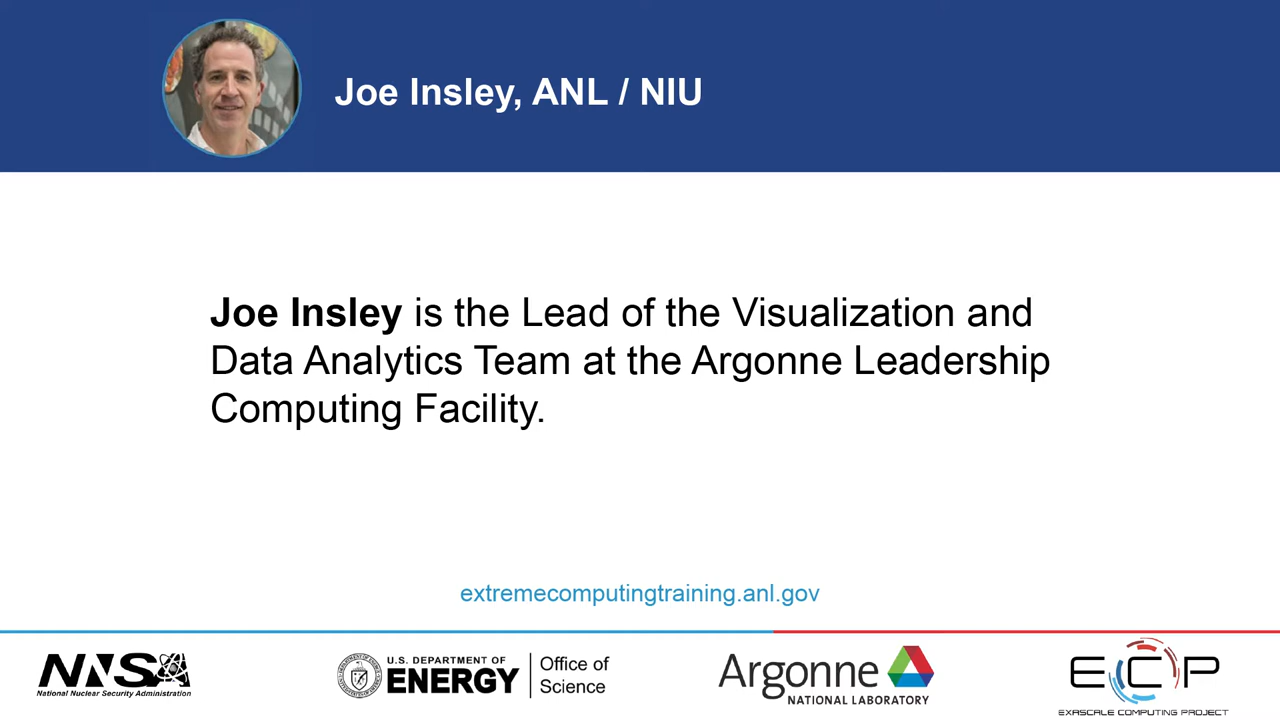 Joe Insley, ANL / NIU
Joe Insley is the Lead of the Visualization and
Data Analytics Team at the Argonne Leadership
Computing Facility.
extremecomputingtraining.anl.gov
NNSA
National Nuclear Security Administration
U.S. DEPARTMENT OF
ENERGY
Office of
Science
Argonne
NATIONAL LABORATORY
ECP
EXASCALE COMPUTING PROJECT